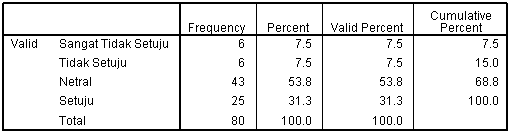 Frequency Percent Valid Percent Cumulative Percent
Valid Sangat Tidak Setuju 6 7.5 7.5 7.5
Tidak Setuju 6 7.5 7.5 15.0
Netral 43 53.8 53.8 68.8
Setuju 25 31.3 31.3 100.0
Total 80 100.0 100.0